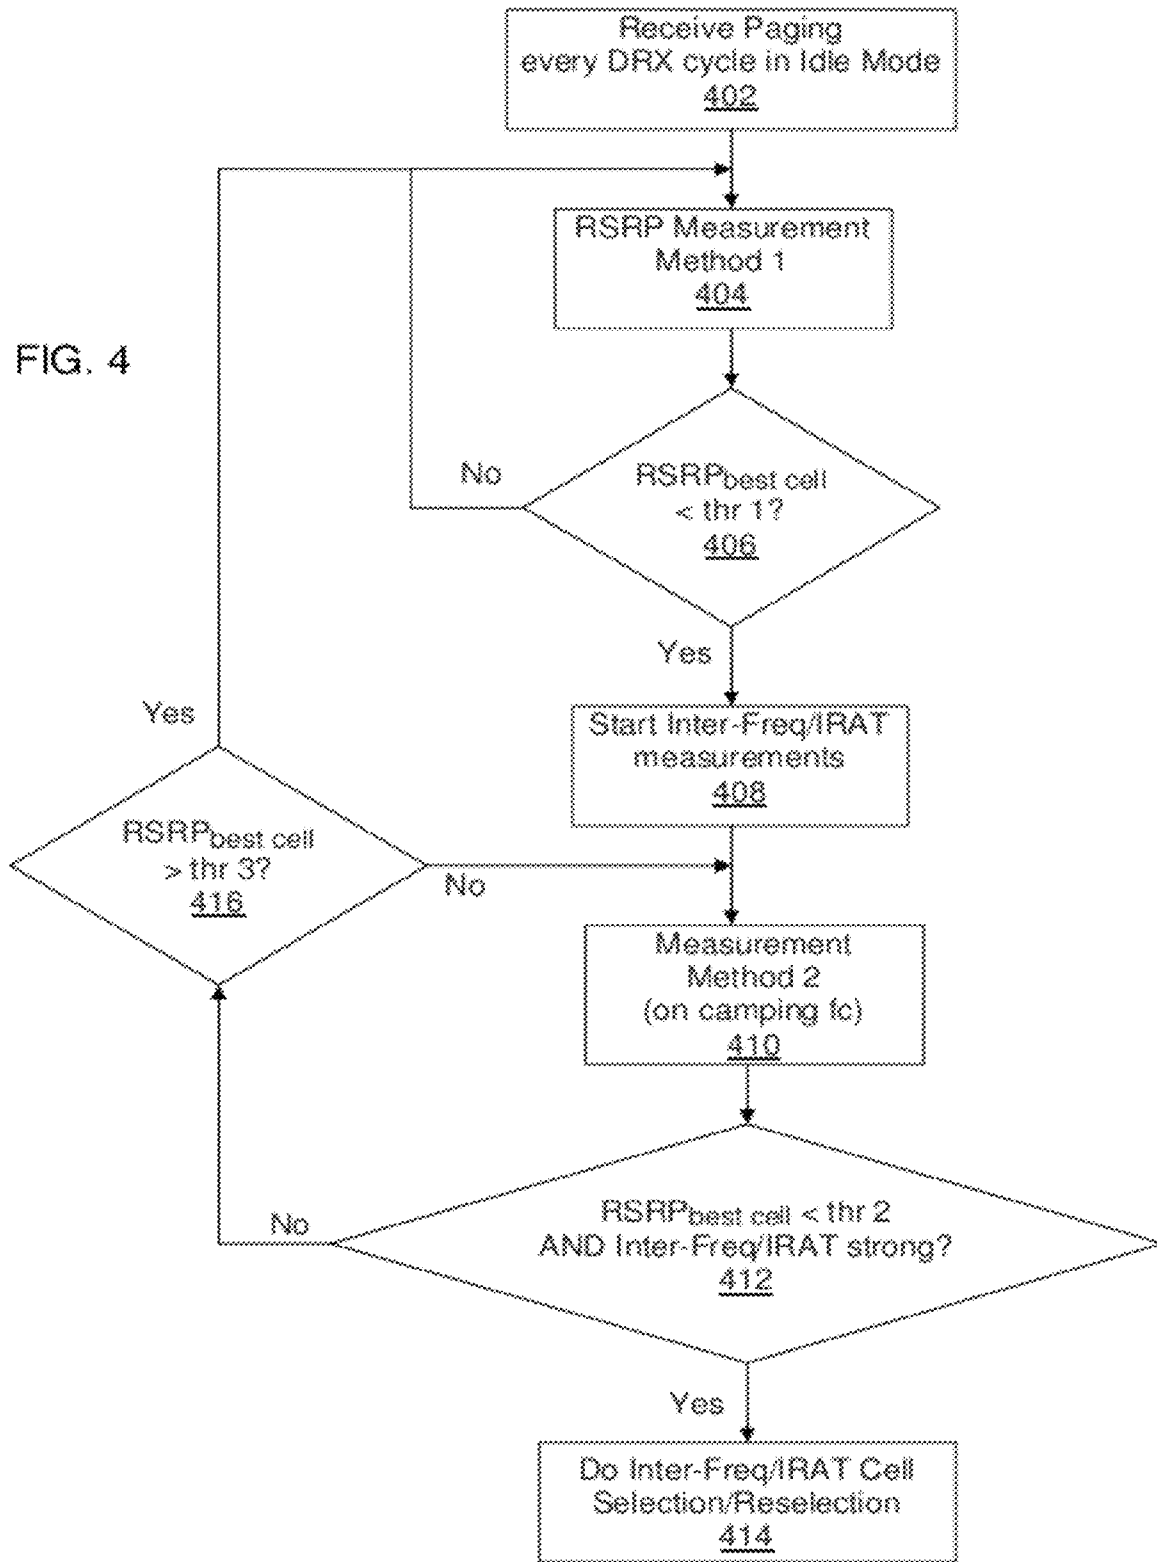 Receive Paging
every DRX cycle in Idle Mode
402
RSRP Measurement
Method 1
404
FIG. 4
No
RSRPbest cell
< thr 1?
406
Yes
Start Inter-Freq/IRAT
measurements
408
Yes
RSRPbest cell
> thr 3?
416
No
Measurement
Method 2
(on camping fc)
410
No
RSRPbest cell < thr 2
AND Inter-Freq/IRAT strong?
412
Yes
Do Inter-Freq/IRAT Cell
Selection/Reselection
414